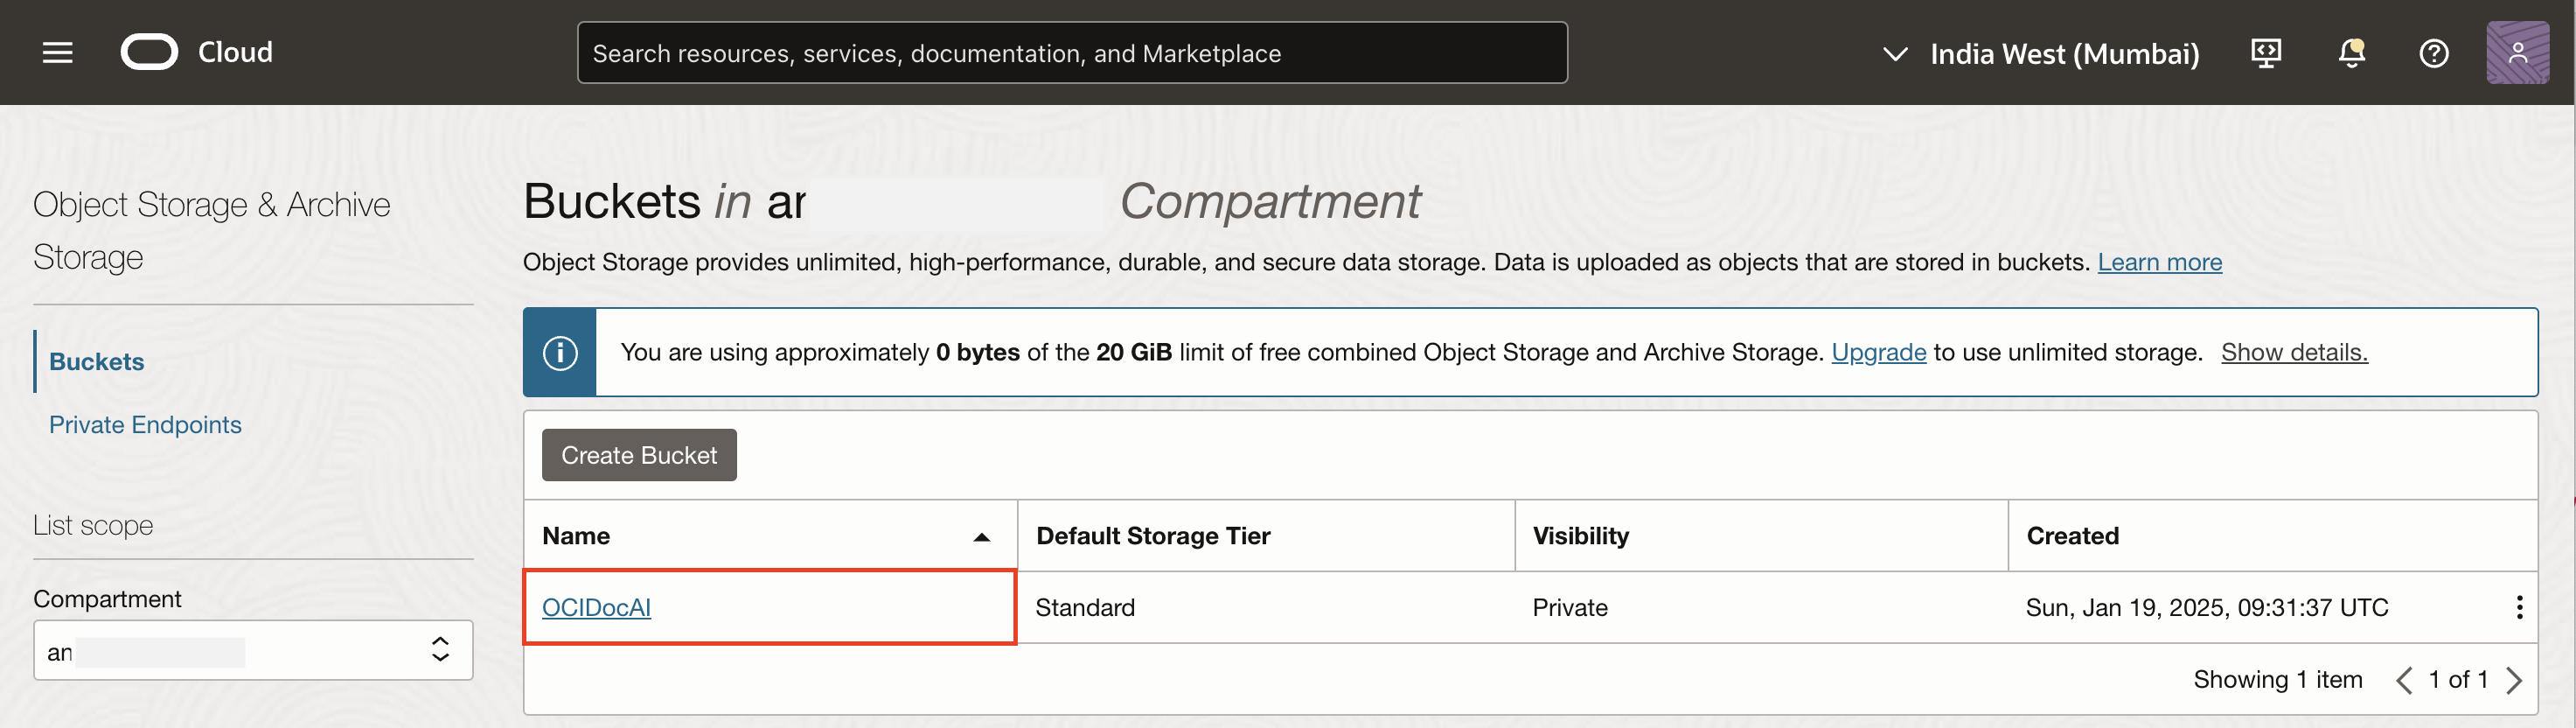 Cloud
Search resources, services, documentation, and Marketplace
India West (Mumbai)
Object Storage & Archive
Storage
Buckets
Private Endpoints
List scope
Compartment
an
Buckets in ar Compartment
Object Storage provides unlimited, high-performance, durable, and secure data storage. Data is uploaded as objects that are stored in buckets. Learn more
You are using approximately 0 bytes of the 20 GiB limit of free combined Object Storage and Archive Storage. Upgrade to use unlimited storage. Show details.
Create Bucket
Name Default Storage Tier Visibility Created
OCIDocAI Standard Private Sun, Jan 19, 2025, 09:31:37 UTC
Showing 1 item 1 of 1